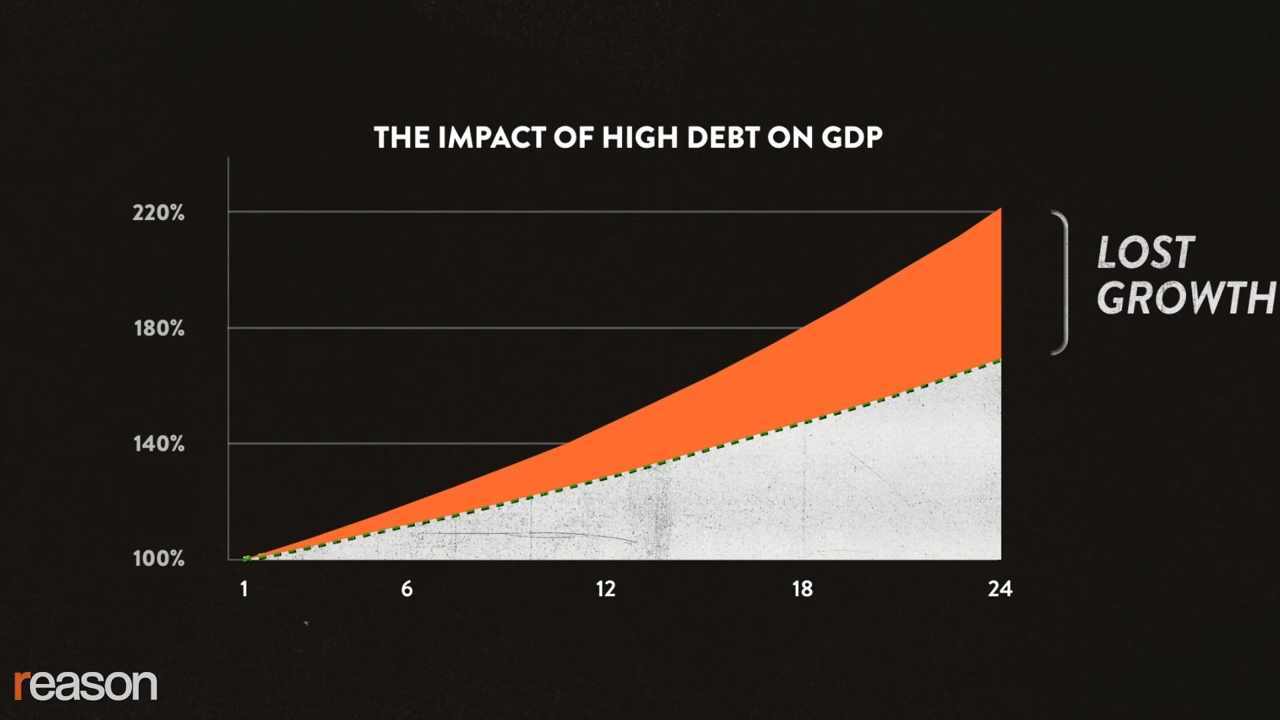 THE IMPACT OF HIGH DEBT ON GDP
220%
180%
140%
100%
LOST
GROWTH
1 6 12 18 24
reason